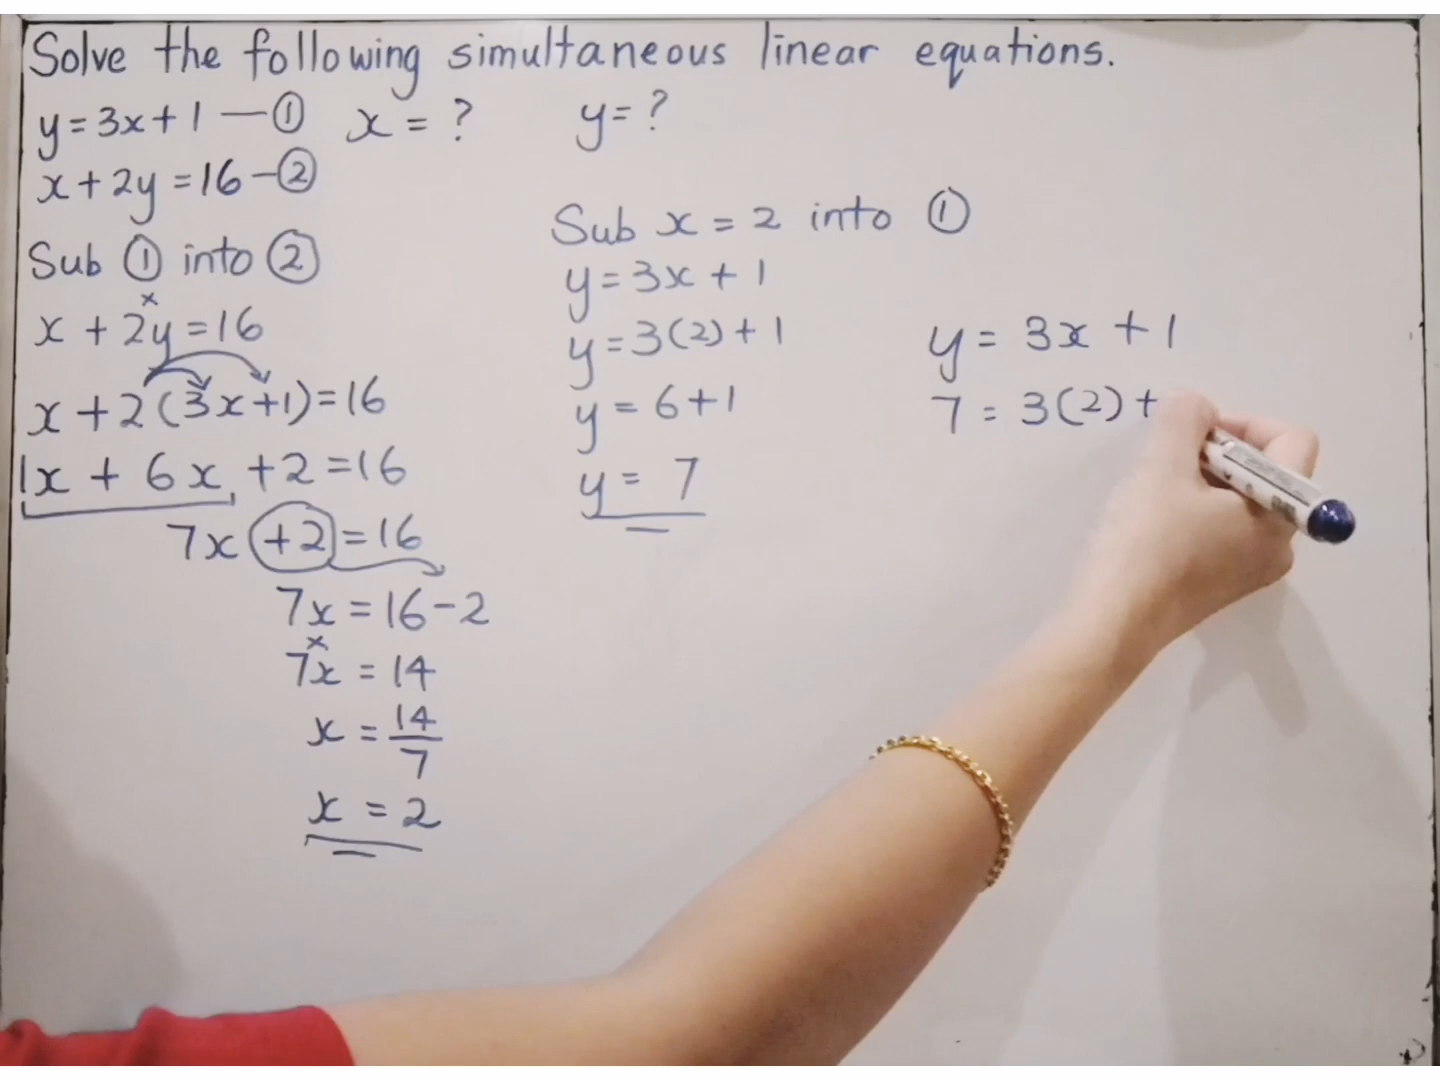 Solve the following simultaneous linear equations.
y = 3x + 1 — ① x = ? y = ?
x + 2y = 16 - ②
Sub ① into ②
x
x + 2y = 16
x + 2(3x+1) = 16
1x + 6x + 2 = 16
7x +2 = 16
7x = 16 - 2
x
7x = 14
x = 14/7
x = 2
Sub x = 2 into ①
y = 3x + 1
y = 3(2) + 1
y = 6 + 1
y = 7
y = 3x + 1
7 = 3(2) +